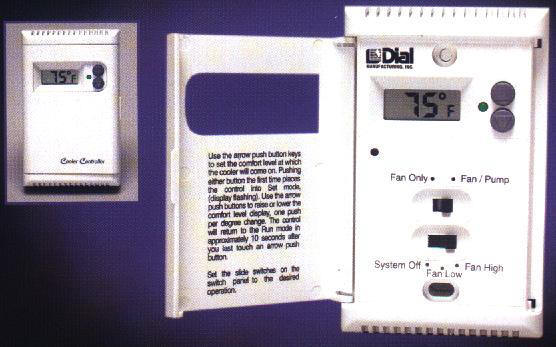 75°F
Cooler Controller
Use the arrow push button keys
to set the comfort level at which
the cooler will come on. Pushing
either button the first time places
the control into Set mode,
(display flashing). Use the arrow
push buttons to raise or lower the
comfort level display, one push
per degree change. The control
will return to the Run mode in
approximately 10 seconds after
you last touch an arrow push
button.
Set the slide switches on the
switch panel to the desired
operation.
Dial
MANUFACTURING, INC.
75°F
Fan Only • • Fan / Pump
System Off • • • Fan High
Fan Low